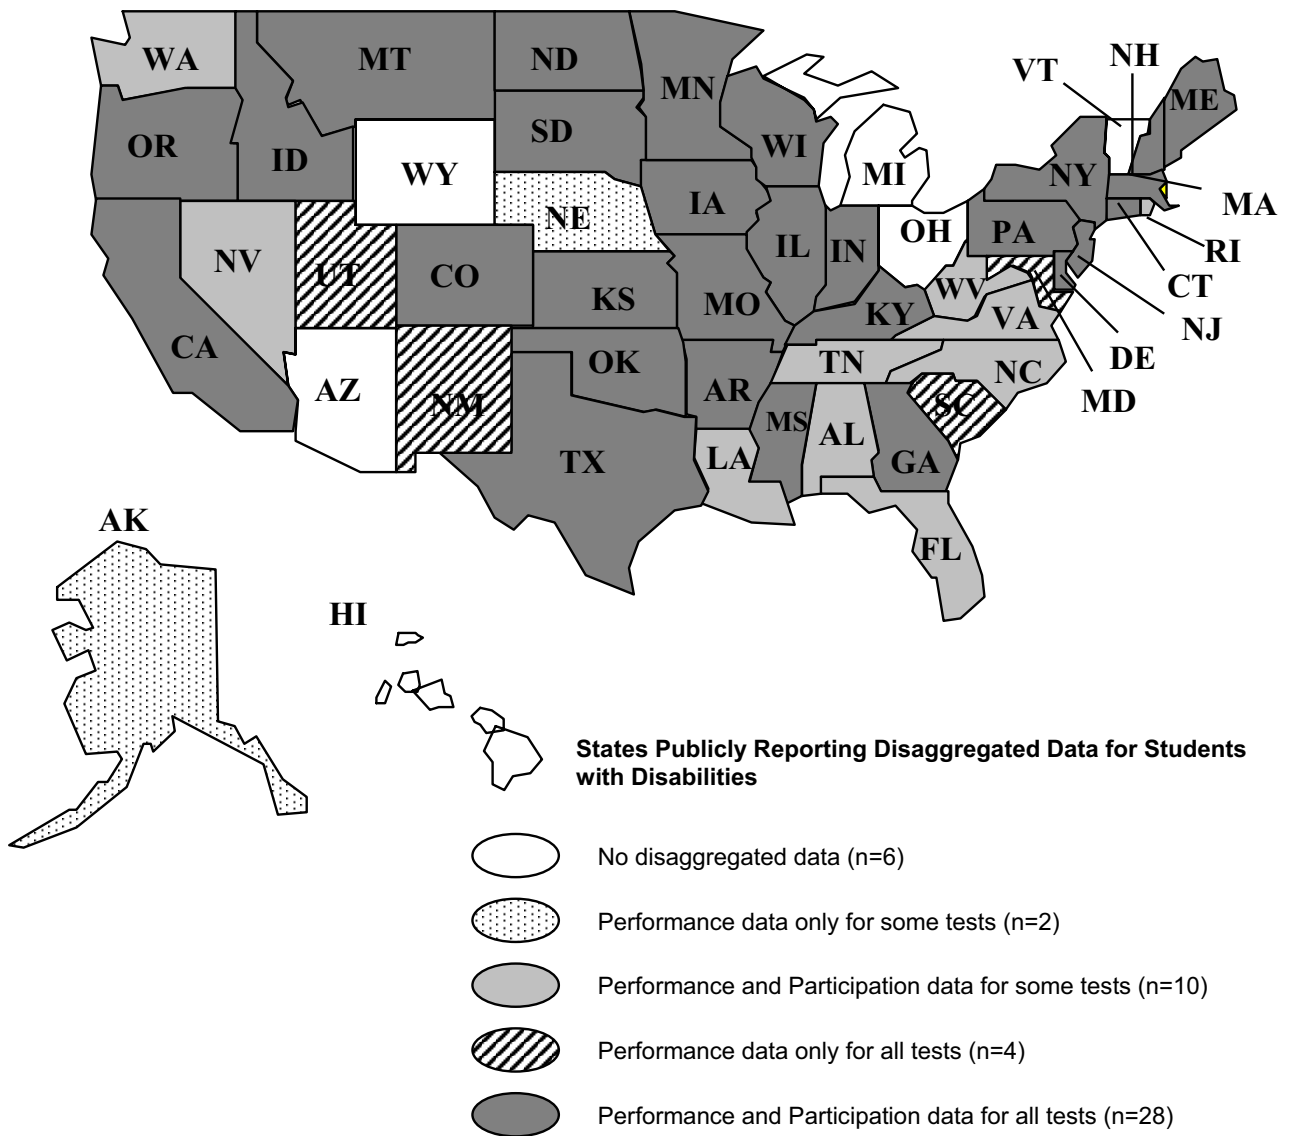 NH
VT
WA
MT
ND
MN
ME
OR
ID
SD
WI
WY
MI
NY
NE
IA
MA
OH
PA
NV
UT
CO
IL
IN
RI
KS
MO
WV
CT
KY
VA
NJ
CA
OK
TN
DE
AZ
NM
AR
NC
MD
MS
AL
SC
TX
LA
GA
AK
FL
HI
States Publicly Reporting Disaggregated Data for Students
with Disabilities
No disaggregated data (n=6)
Performance data only for some tests (n=2)
Performance and Participation data for some tests (n=10)
Performance data only for all tests (n=4)
Performance and Participation data for all tests (n=28)